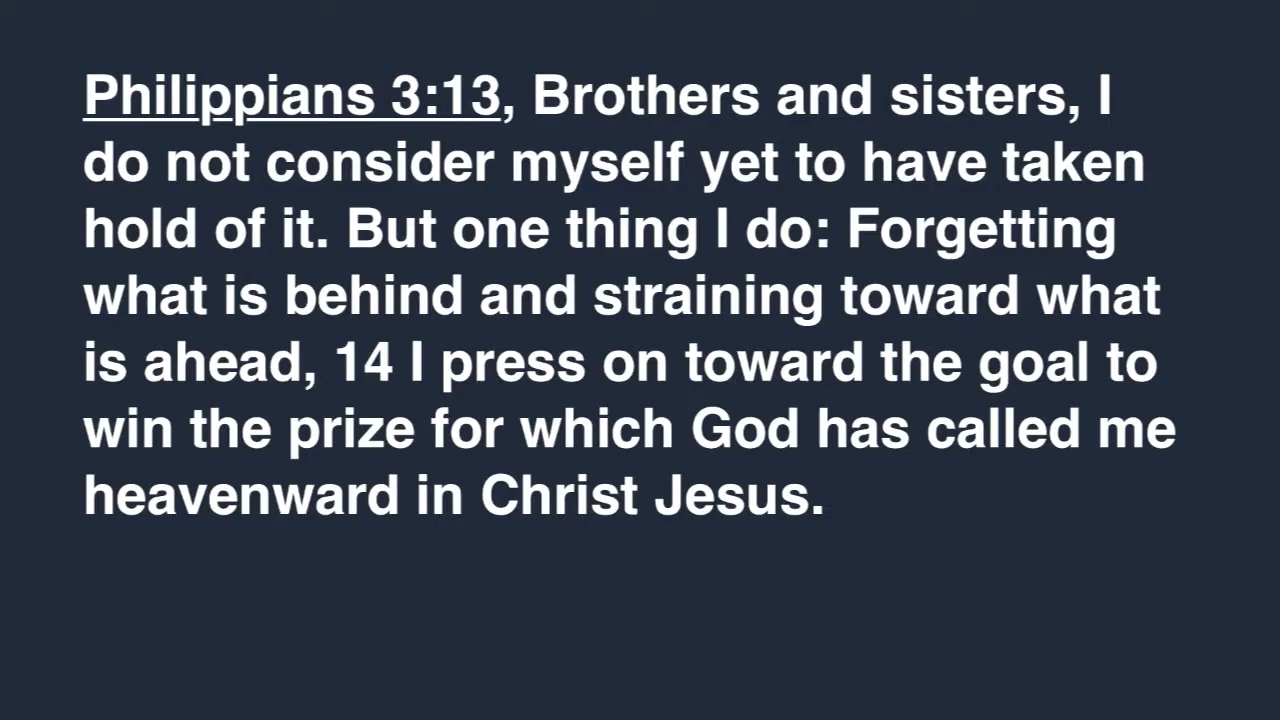 Philippians 3:13, Brothers and sisters, I
do not consider myself yet to have taken
hold of it. But one thing I do: Forgetting
what is behind and straining toward what
is ahead, 14 I press on toward the goal to
win the prize for which God has called me
heavenward in Christ Jesus.